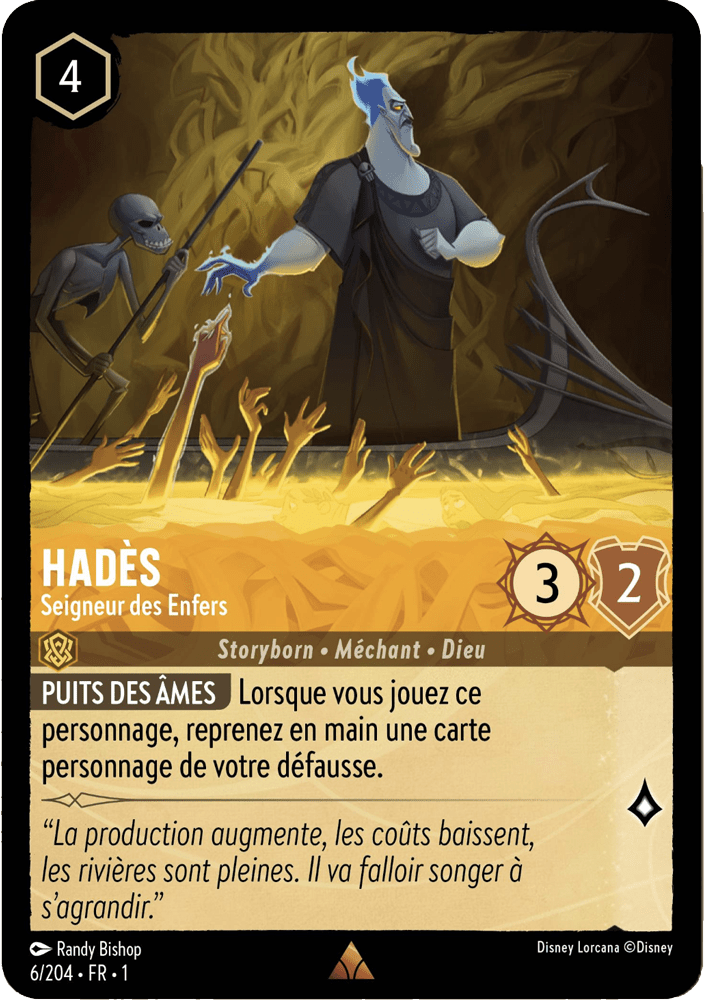 4
HADÈS
Seigneur des Enfers
3
2
Storyborn • Méchant • Dieu
PUITS DES ÂMES Lorsque vous jouez ce
personnage, reprenez en main une carte
personnage de votre défausse.
“La production augmente, les coûts baissent,
les rivières sont pleines. Il va falloir songer à
s’agrandir.”
Randy Bishop
Disney Lorcana ©Disney
6/204 • FR • 1